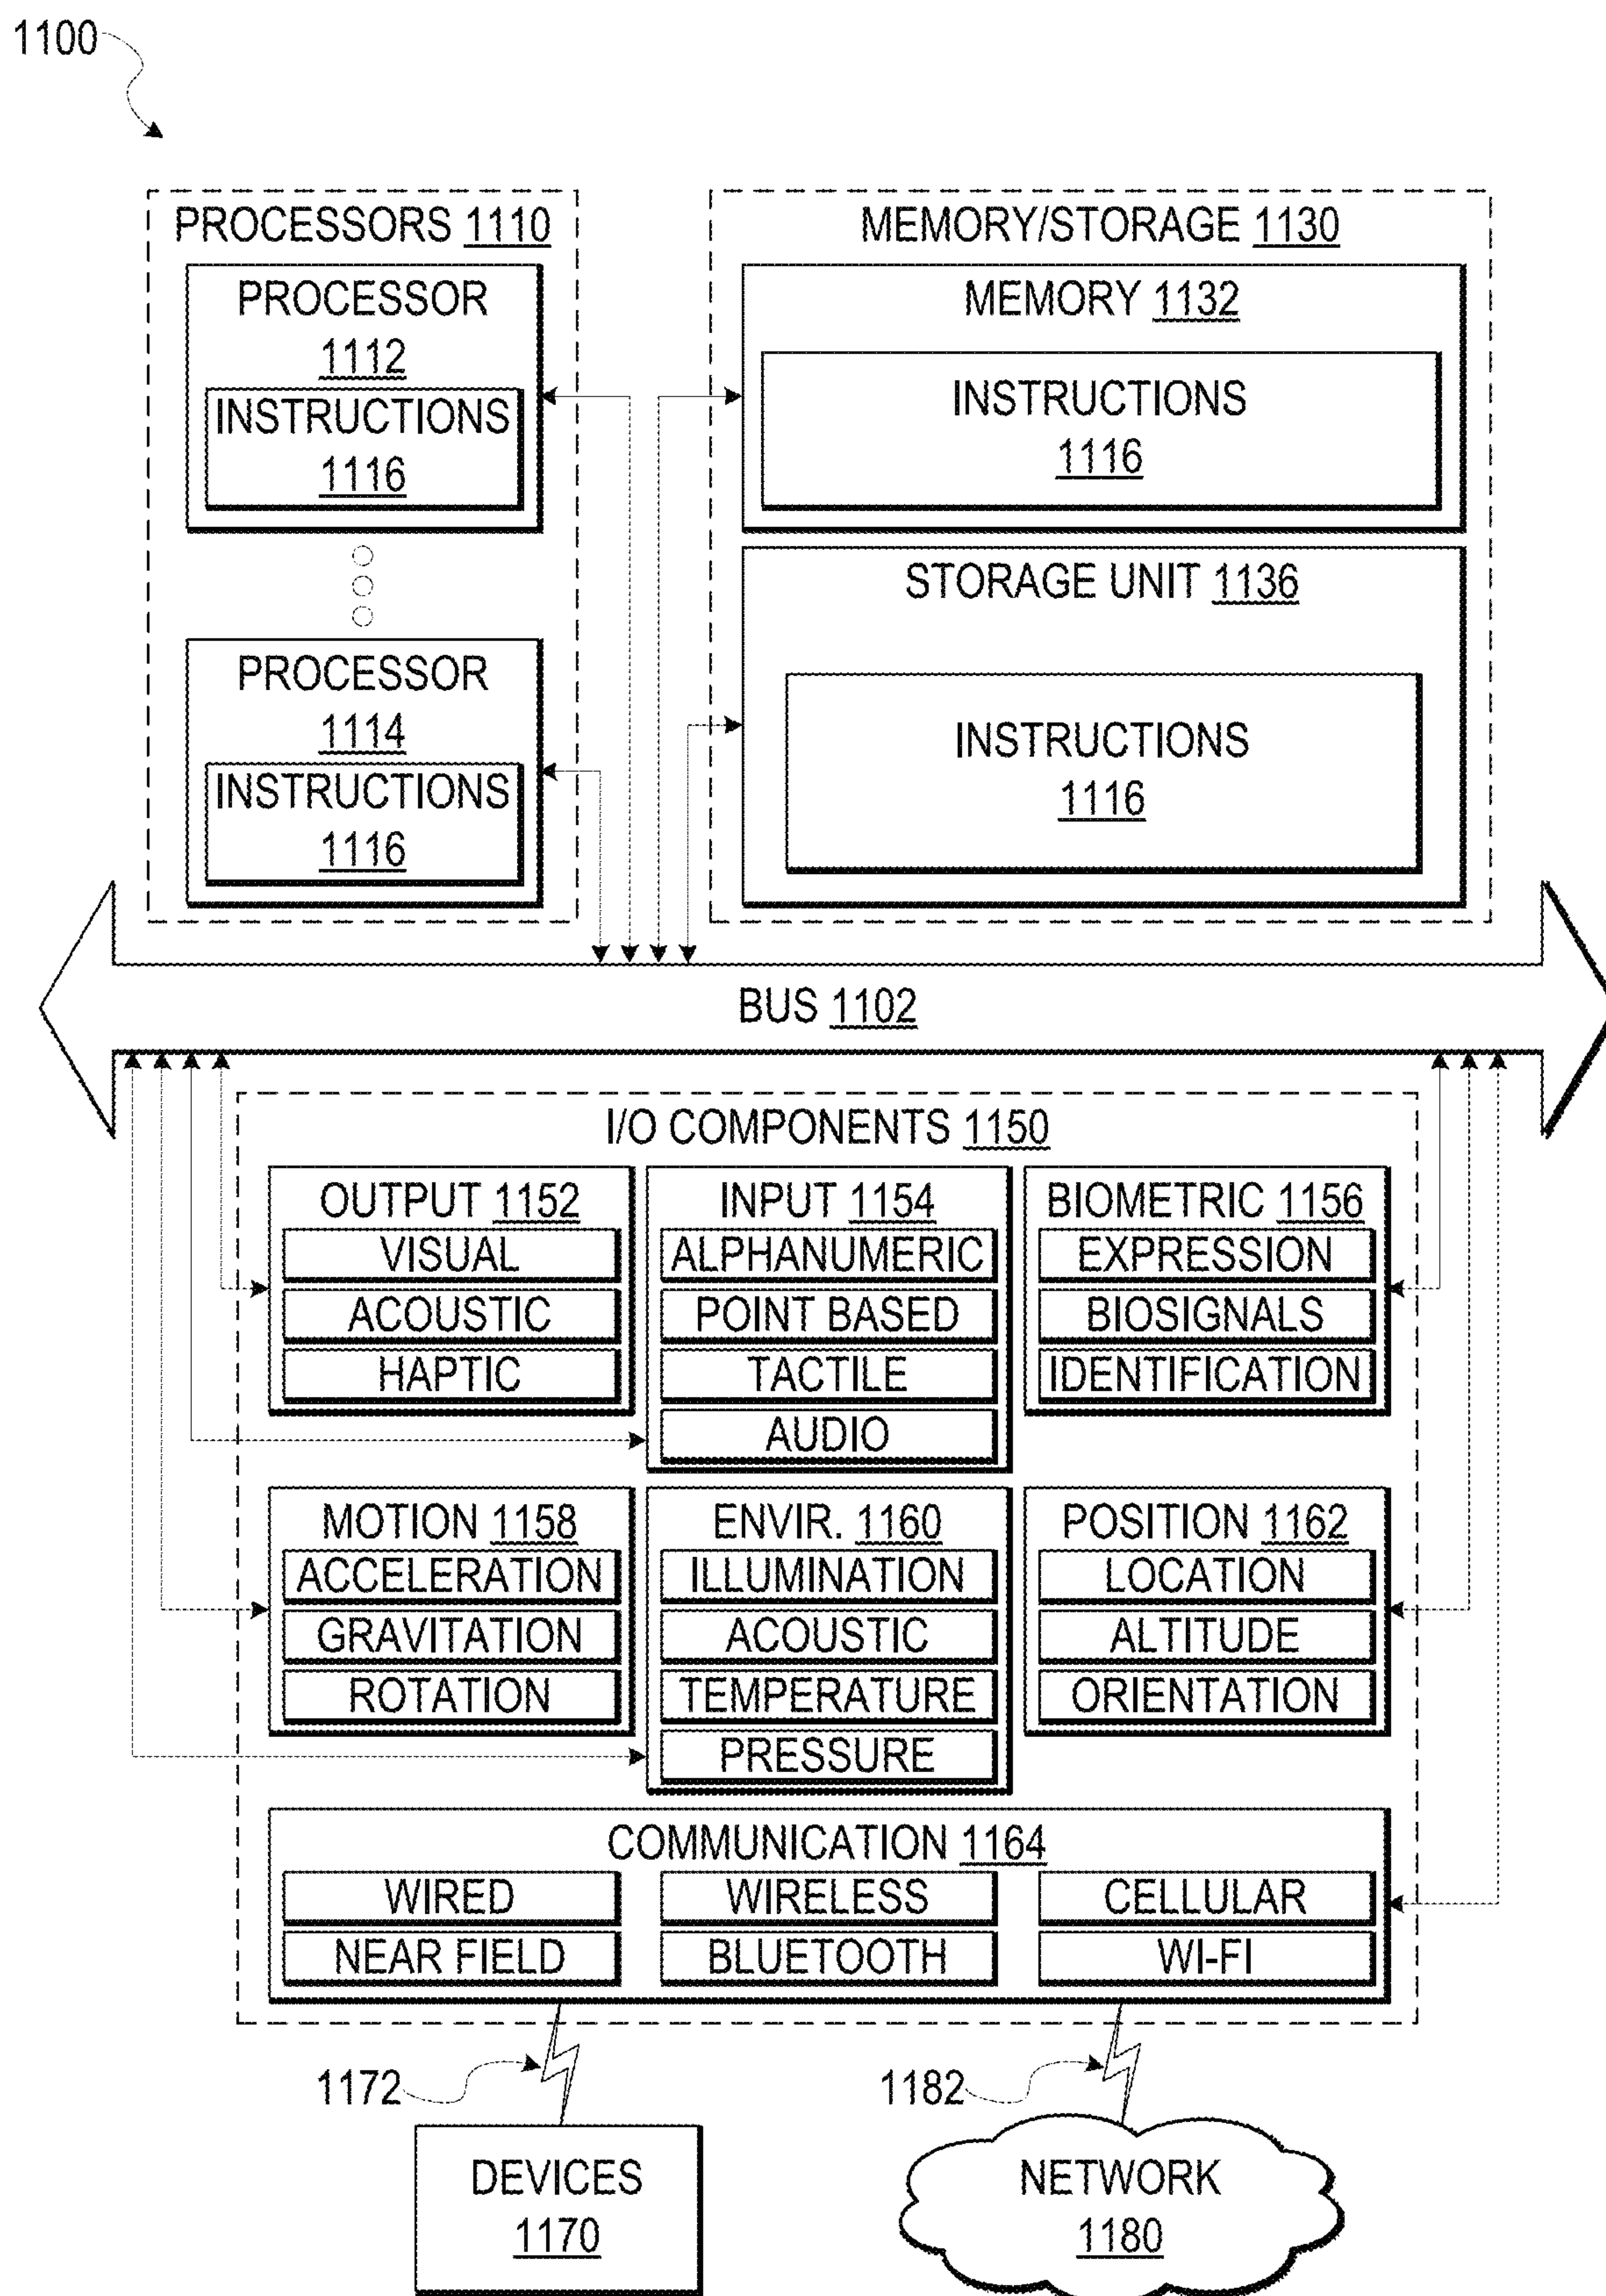 1100
PROCESSORS 1110
PROCESSOR
1112
INSTRUCTIONS
1116
PROCESSOR
1114
INSTRUCTIONS
1116
MEMORY/STORAGE 1130
MEMORY 1132
INSTRUCTIONS
1116
STORAGE UNIT 1136
INSTRUCTIONS
1116
BUS 1102
I/O COMPONENTS 1150
OUTPUT 1152
VISUAL
ACOUSTIC
HAPTIC
INPUT 1154
ALPHANUMERIC
POINT BASED
TACTILE
AUDIO
BIOMETRIC 1156
EXPRESSION
BIOSIGNALS
IDENTIFICATION
MOTION 1158
ACCELERATION
GRAVITATION
ROTATION
ENVIR. 1160
ILLUMINATION
ACOUSTIC
TEMPERATURE
PRESSURE
POSITION 1162
LOCATION
ALTITUDE
ORIENTATION
COMMUNICATION 1164
WIRED
WIRELESS
CELLULAR
NEAR FIELD
BLUETOOTH
WI-FI
1172
1182
DEVICES
1170
NETWORK
1180